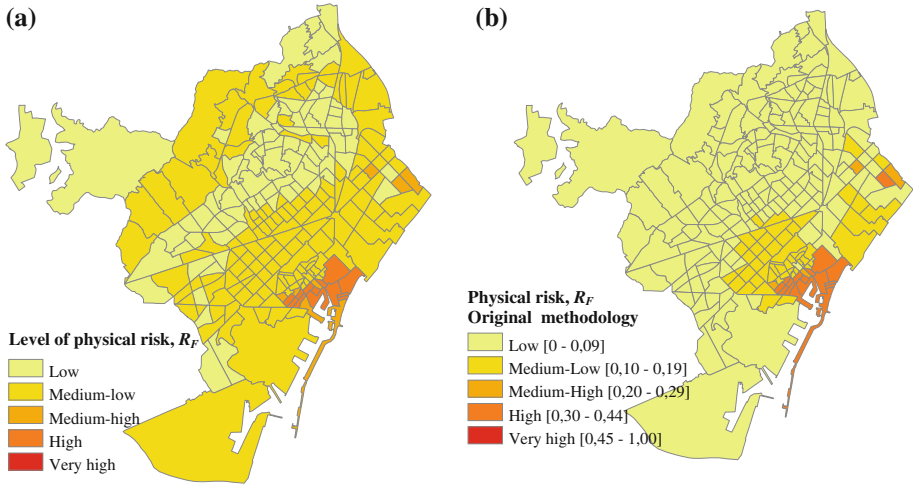 (a)
Level of physical risk, R_F
Low
Medium-low
Medium-high
High
Very high
(b)
Physical risk, R_F
Original methodology
Low [0 - 0,09]
Medium-Low [0,10 - 0,19]
Medium-High [0,20 - 0,29]
High [0,30 - 0,44]
Very high [0,45 - 1,00]